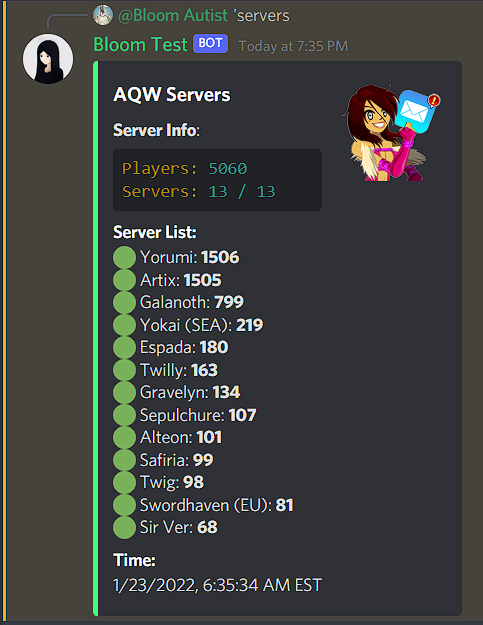 @Bloom Autist 'servers
Bloom Test BOT Today at 7:35 PM
AQW Servers
Server Info:
Players: 5060
Servers: 13 / 13
Server List:
Yorumi: 1506
Artix: 1505
Galanoth: 799
Yokai (SEA): 219
Espada: 180
Twilly: 163
Gravelyn: 134
Sepulchure: 107
Alteon: 101
Safiria: 99
Twig: 98
Swordhaven (EU): 81
Sir Ver: 68
Time:
1/23/2022, 6:35:34 AM EST